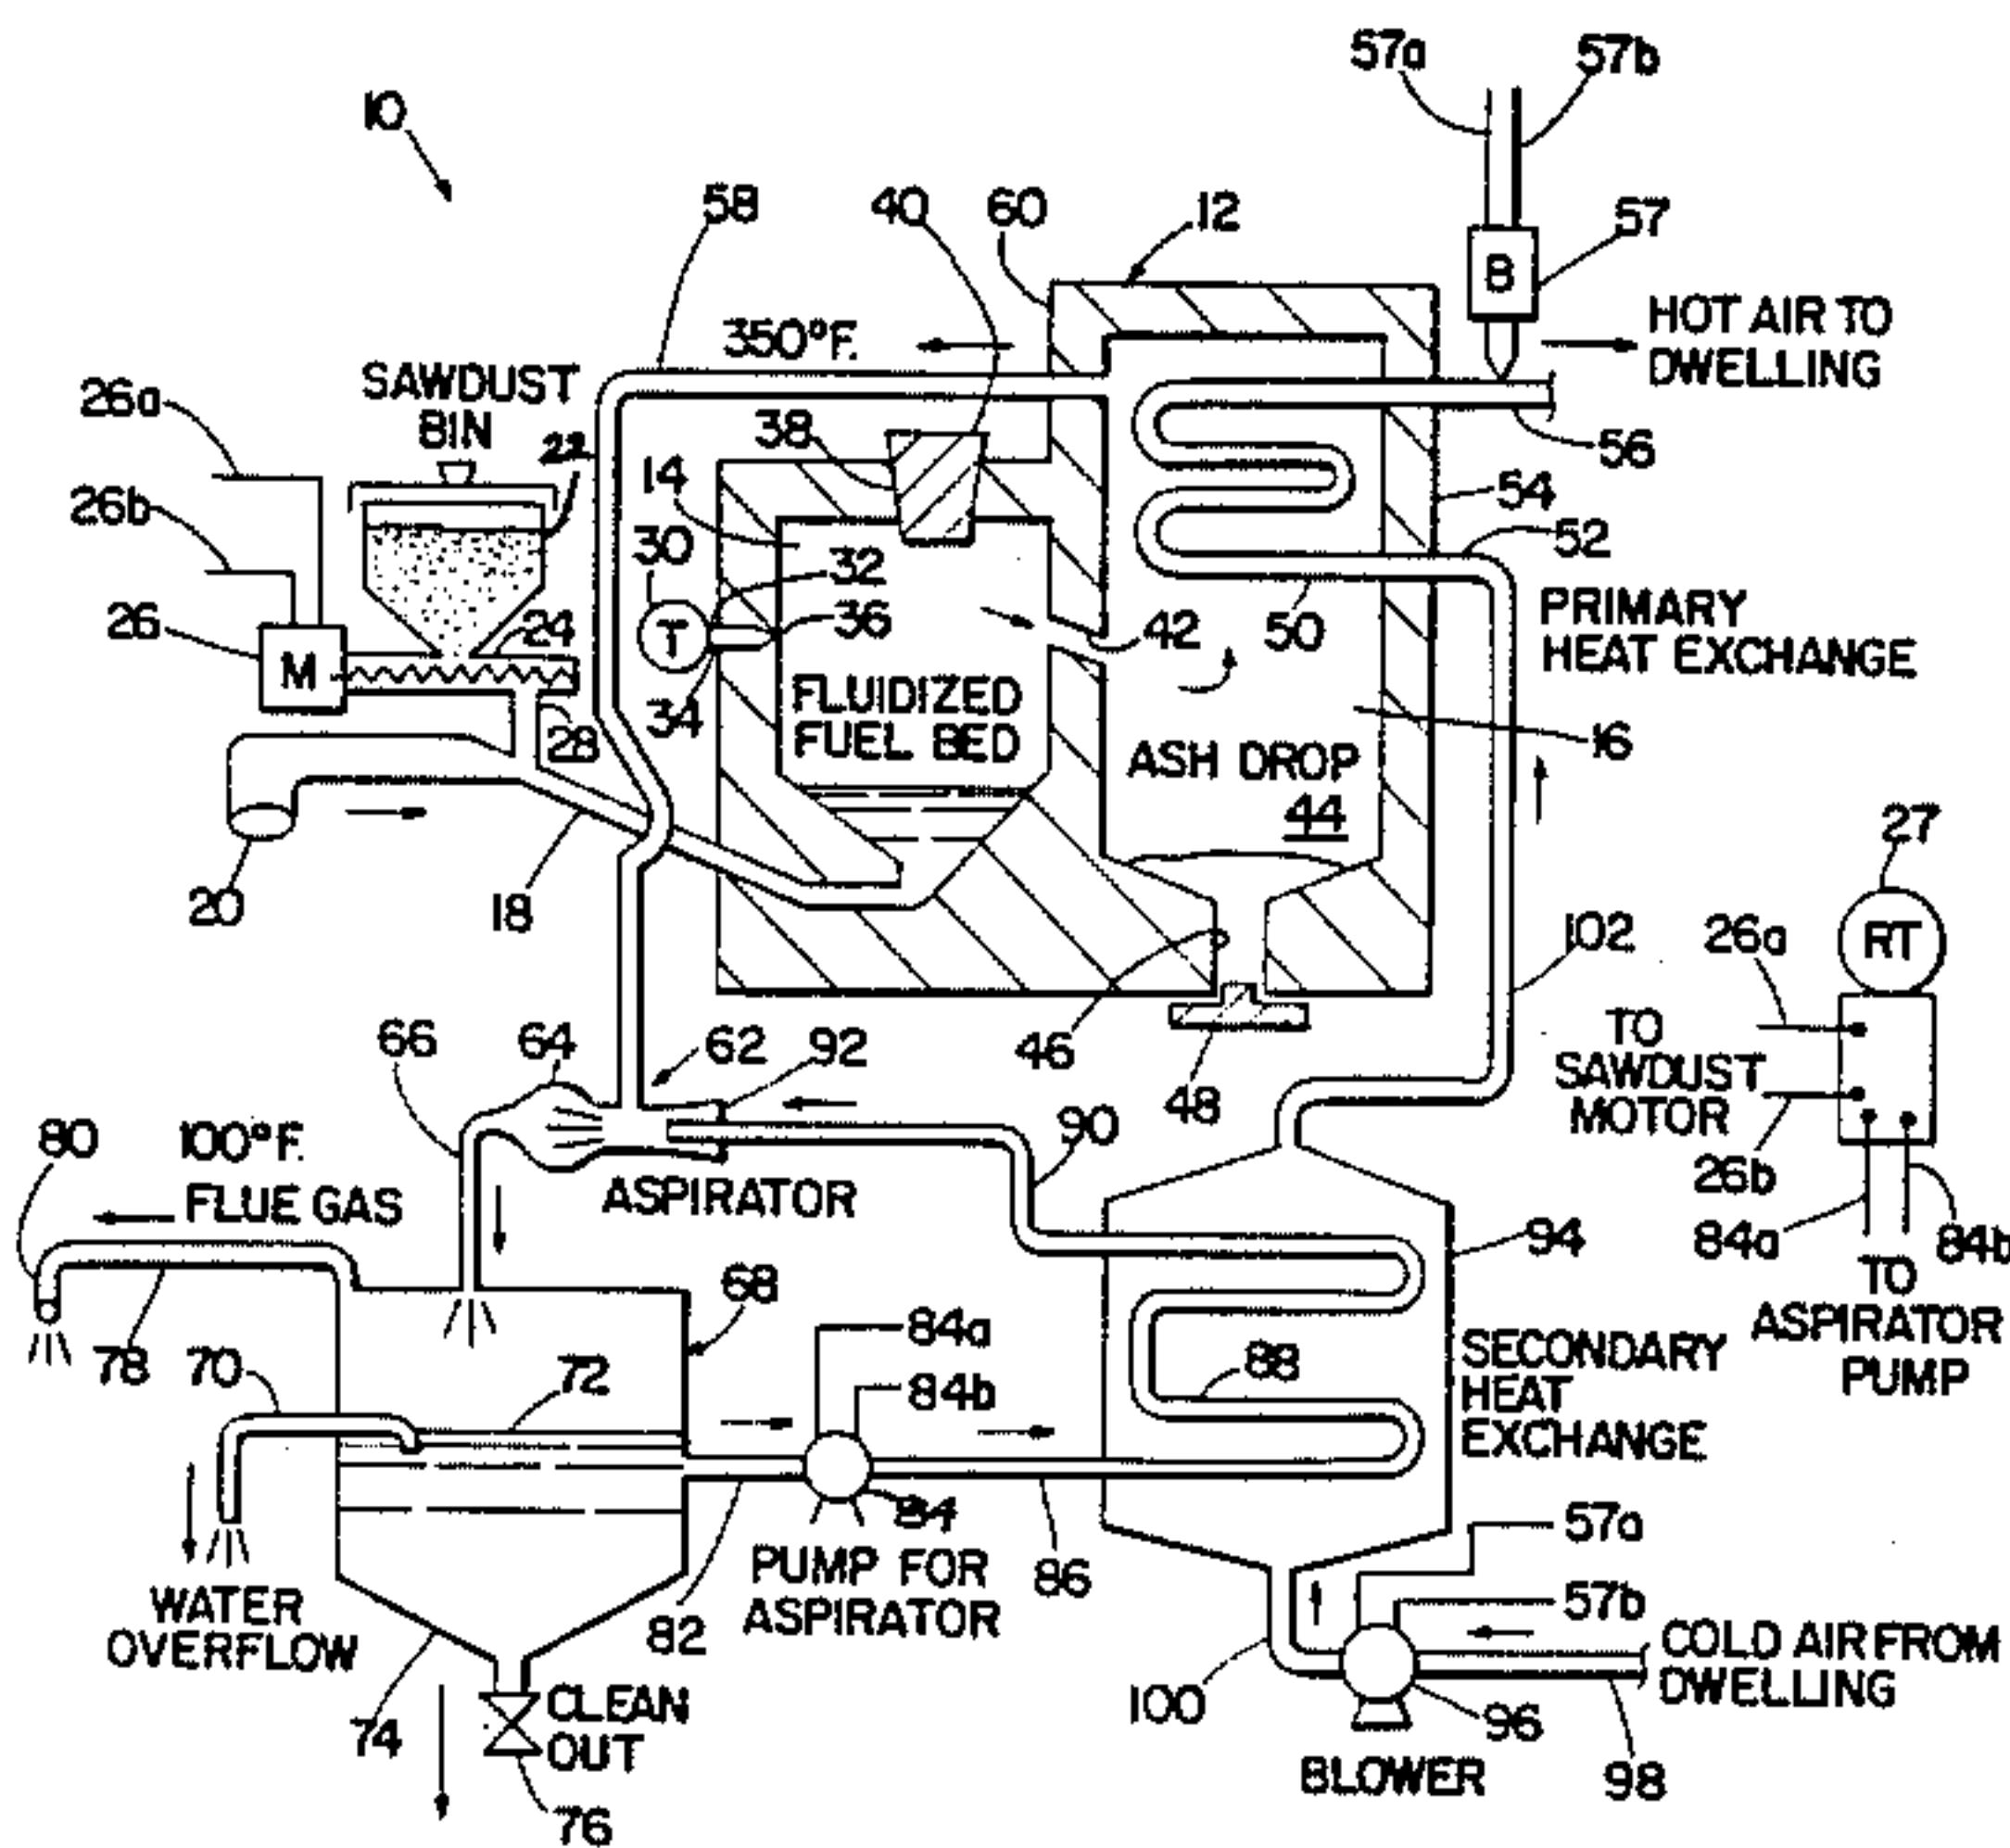 57a
57b
10
58
40
60
12
57
B
HOT AIR TO
DWELLING
350°F.
SAWDUST
BIN
26a
22
38
56
14
54
26b
30
32
52
26
24
36
42
50
PRIMARY
HEAT EXCHANGE
M
T
34
28
FLUIDIZED
FUEL BED
16
ASH DROP
44
27
20
18
RT
102
26a
TO
SAWDUST
MOTOR
66
64
62
92
46
48
26b
80
100°F.
FLUE GAS
ASPIRATOR
90
94
84a
84b
TO
ASPIRATOR
PUMP
68
78
70
72
84a
84b
88
SECONDARY
HEAT
EXCHANGE
84
57a
WATER
OVERFLOW
PUMP FOR
ASPIRATOR
82
86
57b
COLD AIR FROM
DWELLING
74
CLEAN
OUT
100
96
98
76
BLOWER